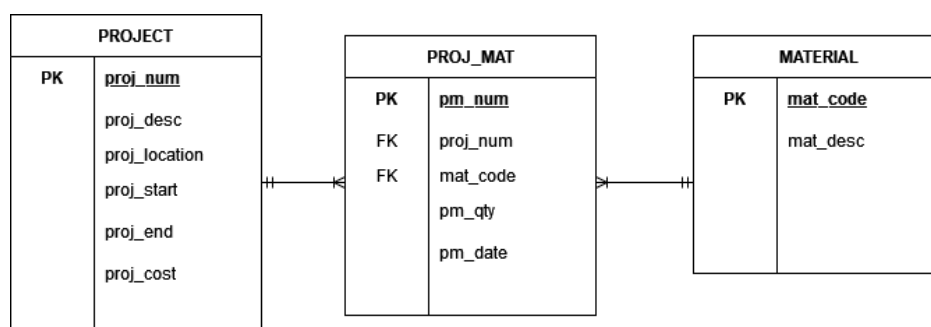 PROJECT
PK proj_num
proj_desc
proj_location
proj_start
proj_end
proj_cost
PROJ_MAT
PK pm_num
FK proj_num
FK mat_code
pm_qty
pm_date
MATERIAL
PK mat_code
mat_desc